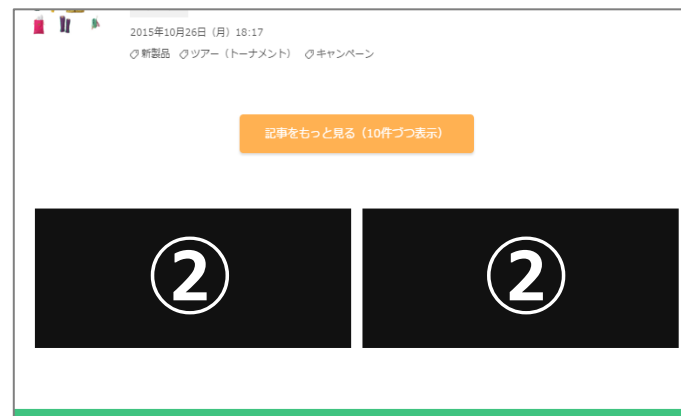 2015年10月26日（月）18:17
新製品 ツアー（トーナメント） キャンペーン
記事をもっと見る（10件づつ表示）
② ②